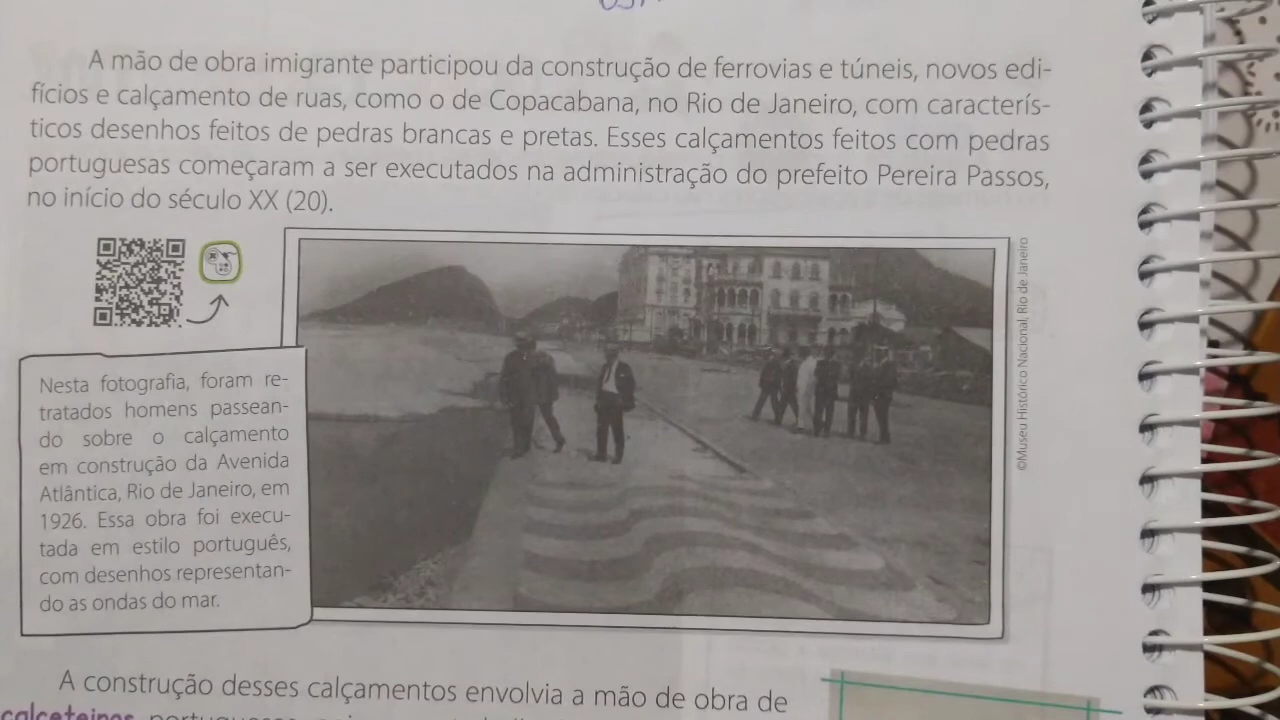 A mão de obra imigrante participou da construção de ferrovias e túneis, novos edi-
fícios e calçamento de ruas, como o de Copacabana, no Rio de Janeiro, com caracterís-
ticos desenhos feitos de pedras brancas e pretas. Esses calçamentos feitos com pedras
portuguesas começaram a ser executados na administração do prefeito Pereira Passos,
no início do século XX (20).
©Museu Histórico Nacional, Rio de Janeiro
Nesta fotografia, foram re-
tratados homens passean-
do sobre o calçamento
em construção da Avenida
Atlântica, Rio de Janeiro, em
1926. Essa obra foi execu-
tada em estilo português,
com desenhos representan-
do as ondas do mar.
A construção desses calçamentos envolvia a mão de obra de
calceteiros